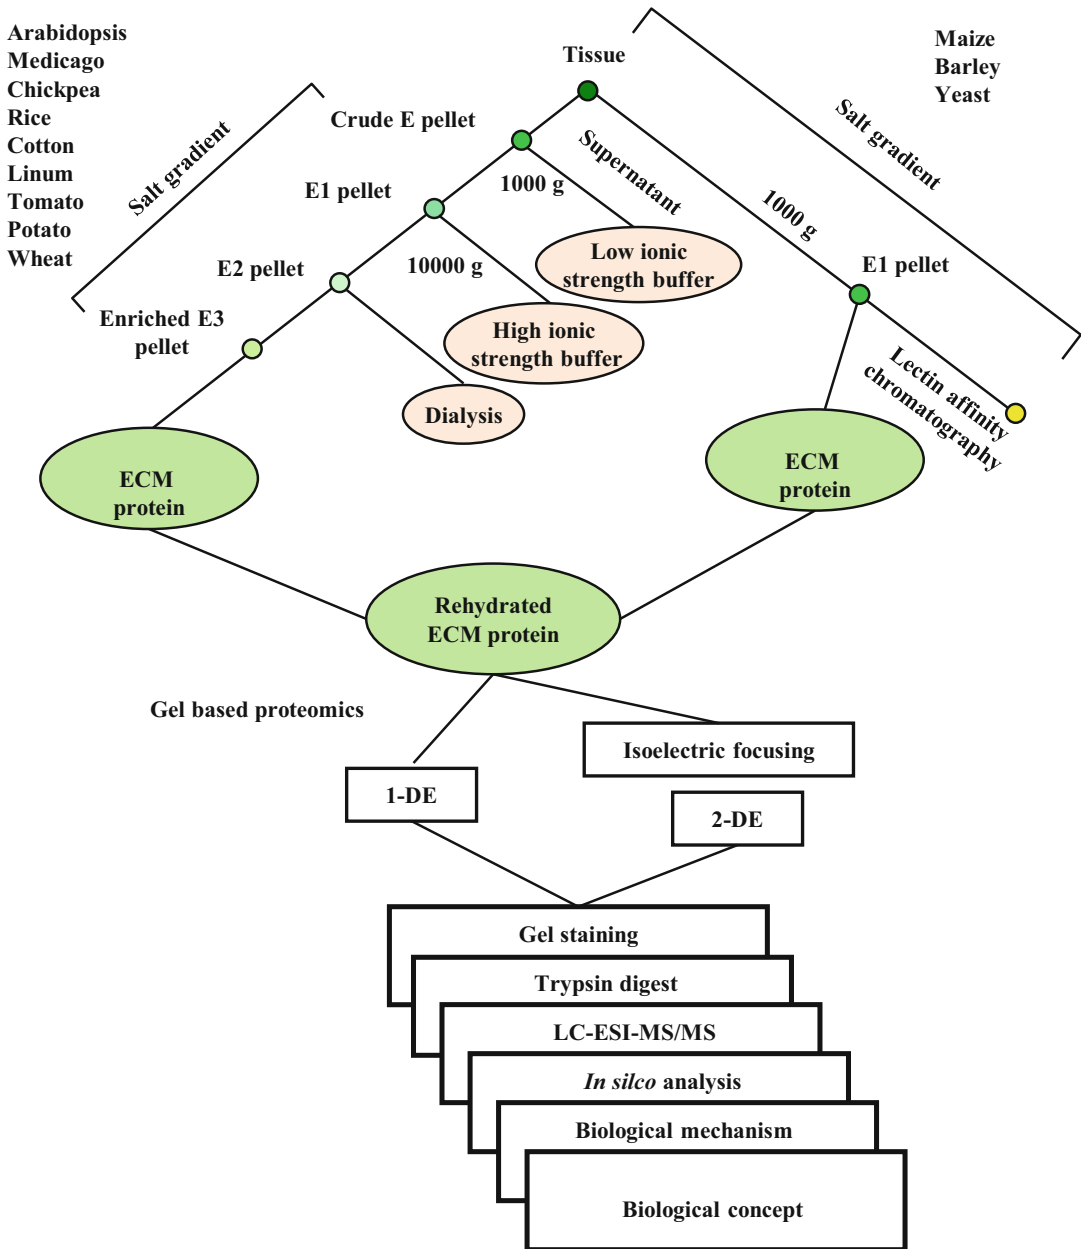 Arabidopsis
Medicago
Chickpea
Rice
Cotton
Linum
Tomato
Potato
Wheat
Maize
Barley
Yeast
Tissue
Salt gradient
Salt gradient
Crude E pellet
Supernatant
1000 g
1000 g
E1 pellet
E1 pellet
10000 g
Low ionic
strength buffer
E2 pellet
High ionic
strength buffer
Enriched E3
pellet
Dialysis
Lectin affinity
chromatography
ECM
protein
ECM
protein
Rehydrated
ECM protein
Gel based proteomics
Isoelectric focusing
1-DE
2-DE
Gel staining
Trypsin digest
LC-ESI-MS/MS
In silco analysis
Biological mechanism
Biological concept